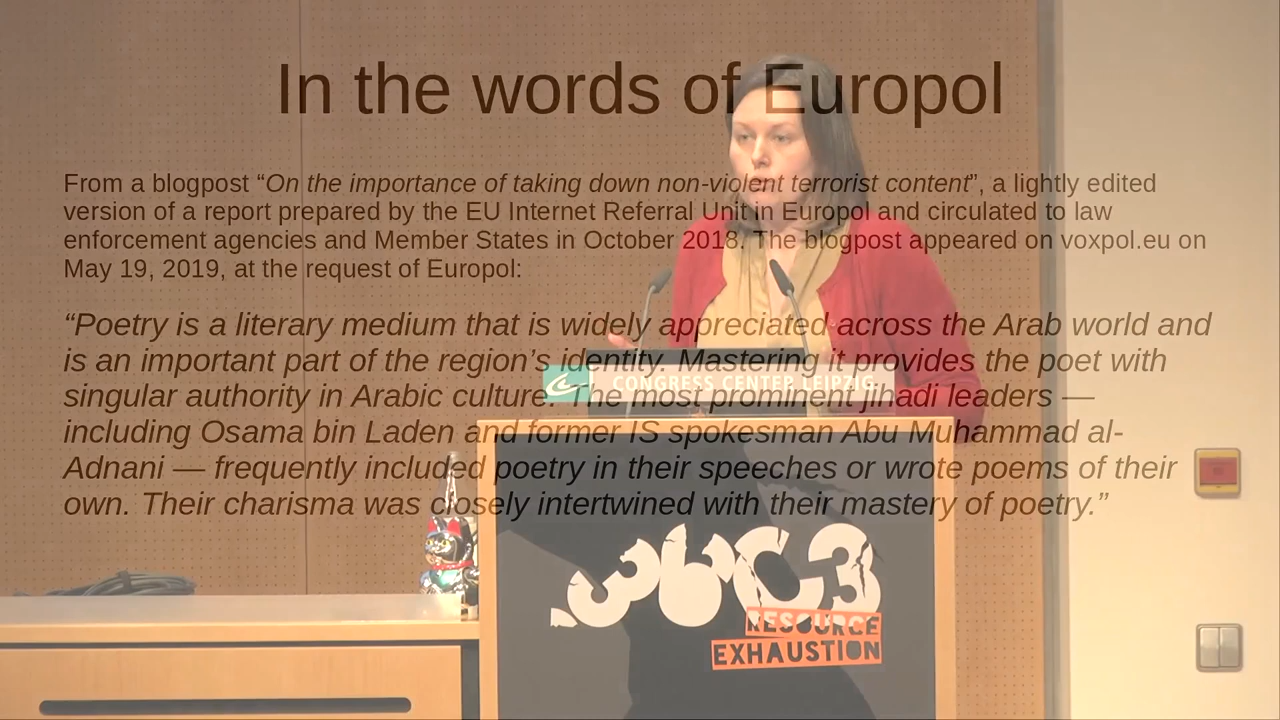 In the words of Europol
From a blogpost “On the importance of taking down non-violent terrorist content”, a lightly edited
version of a report prepared by the EU Internet Referral Unit in Europol and circulated to law
enforcement agencies and Member States in October 2018. The blogpost appeared on voxpol.eu on
May 19, 2019, at the request of Europol:
“Poetry is a literary medium that is widely appreciated across the Arab world and
is an important part of the region’s identity. Mastering it provides the poet with
singular authority in Arabic culture. The most prominent jihadi leaders —
including Osama bin Laden and former IS spokesman Abu Muhammad al-
Adnani — frequently included poetry in their speeches or wrote poems of their
own. Their charisma was closely intertwined with their mastery of poetry.”
CONGRESS CENTER LEIPZIG
36C3
RESOURCE
EXHAUSTION